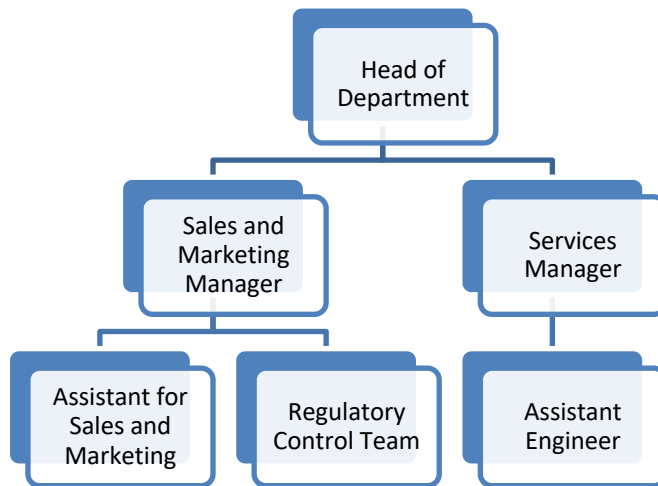 Head of
Department
Sales and
Marketing
Manager
Services
Manager
Assistant for
Sales and
Marketing
Regulatory
Control Team
Assistant
Engineer